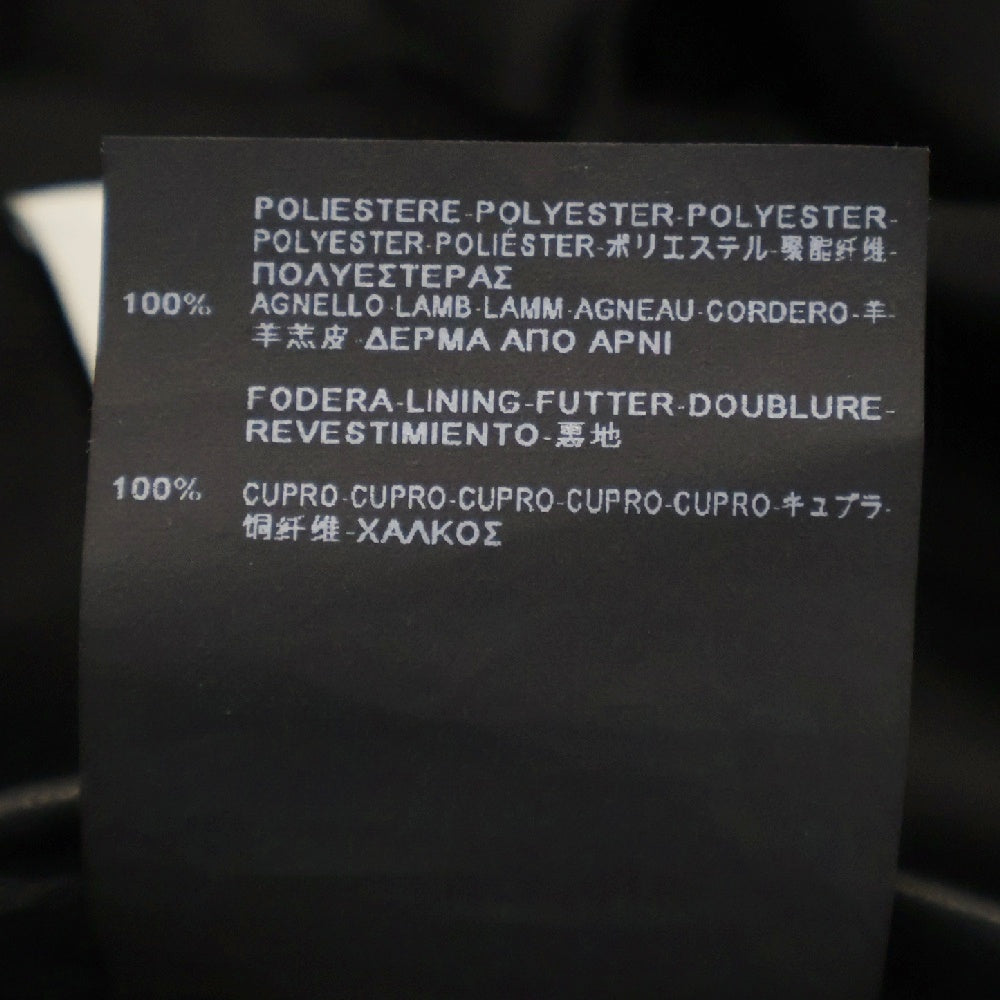 POLIESTERE-POLYESTER-POLYESTER-
POLYESTER-POLIÉSTER-ポリエステル-聚酯纤维-
ΠΟΛΥΕΣΤΕΡΑΣ
100% AGNELLO-LAMB-LAMM-AGNEAU-CORDERO-羊-
羊羔皮-ΔΕΡΜΑ ΑΠΟ ΑΡΝΙ
FODERA-LINING-FUTTER-DOUBLURE-
REVESTIMIENTO-裏地
100% CUPRO-CUPRO-CUPRO-CUPRO-CUPRO-キュプラ-
铜纤维-ΧΑΛΚΟΣ